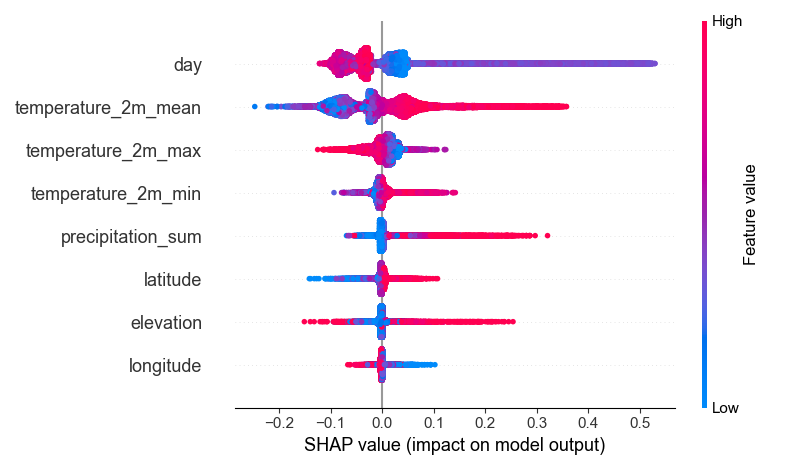 High
day
temperature_2m_mean
temperature_2m_max
temperature_2m_min
precipitation_sum
latitude
elevation
longitude
Feature value
Low
−0.2 −0.1 0.0 0.1 0.2 0.3 0.4 0.5
SHAP value (impact on model output)